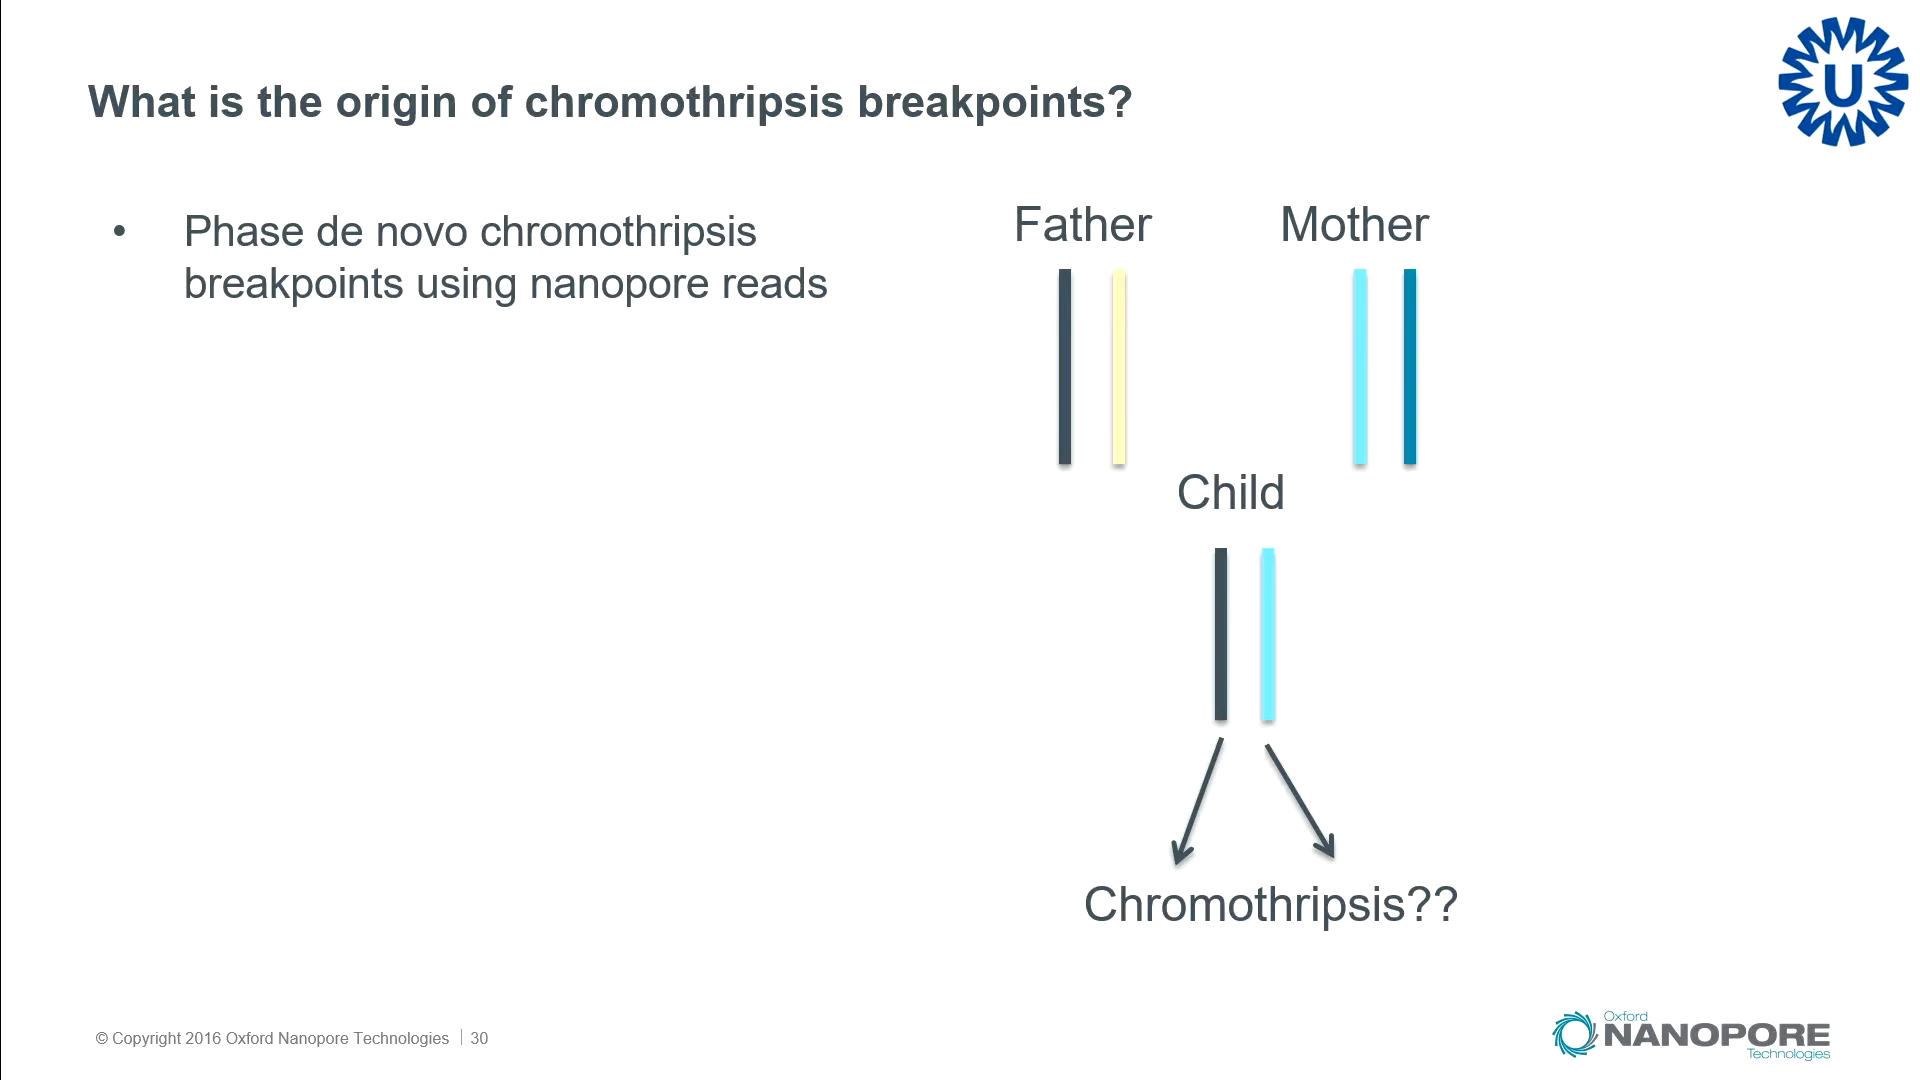 What is the origin of chromothripsis breakpoints?
U
• Phase de novo chromothripsis
breakpoints using nanopore reads
Father
Mother
Child
Chromothripsis??
© Copyright 2016 Oxford Nanopore Technologies | 30
Oxford
NANOPORE
Technologies